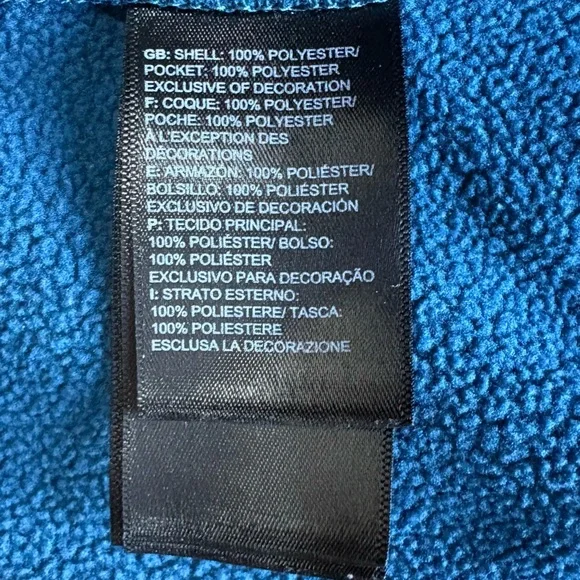 GB: SHELL: 100% POLYESTER/
POCKET: 100% POLYESTER
EXCLUSIVE OF DECORATION
F: COQUE: 100% POLYESTER/
POCHE: 100% POLYESTER
À L'EXCEPTION DES
DÉCORATIONS
E: ARMAZON: 100% POLIÉSTER/
BOLSILLO: 100% POLIÉSTER
EXCLUSIVO DE DECORACIÓN
P: TECIDO PRINCIPAL:
100% POLIÉSTER/ BOLSO:
100% POLIÉSTER
EXCLUSIVO PARA DECORAÇÃO
I: STRATO ESTERNO:
100% POLIESTERE/ TASCA:
100% POLIESTERE
ESCLUSA LA DECORAZIONE